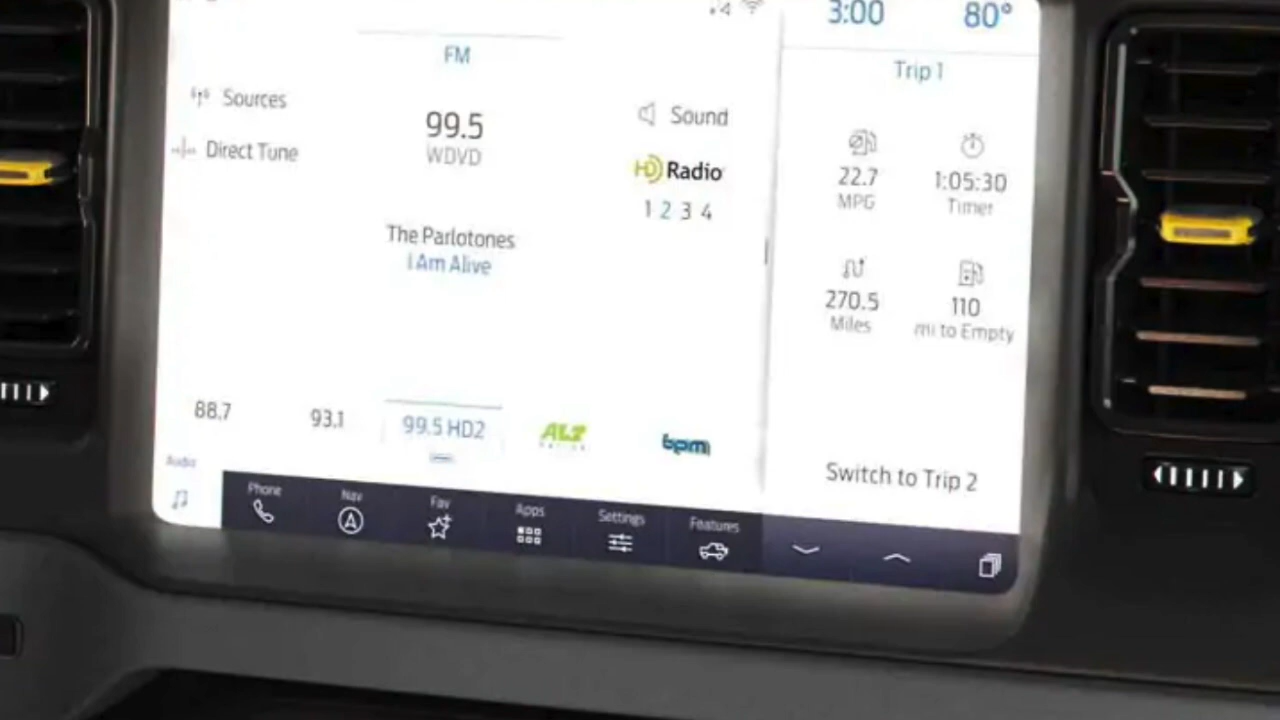 3:00 80°
FM
Sources
Direct Tune
99.5
WDVD
Sound
HD Radio
1 2 3 4
The Parlotones
I Am Alive
88.7
93.1
99.5 HD2
ALT
bpm
Trip 1
22.7
MPG
1:05:30
Timer
270.5
Miles
110
mi to Empty
Switch to Trip 2
Audio
Phone
Nav
Fav
Apps
Settings
Features